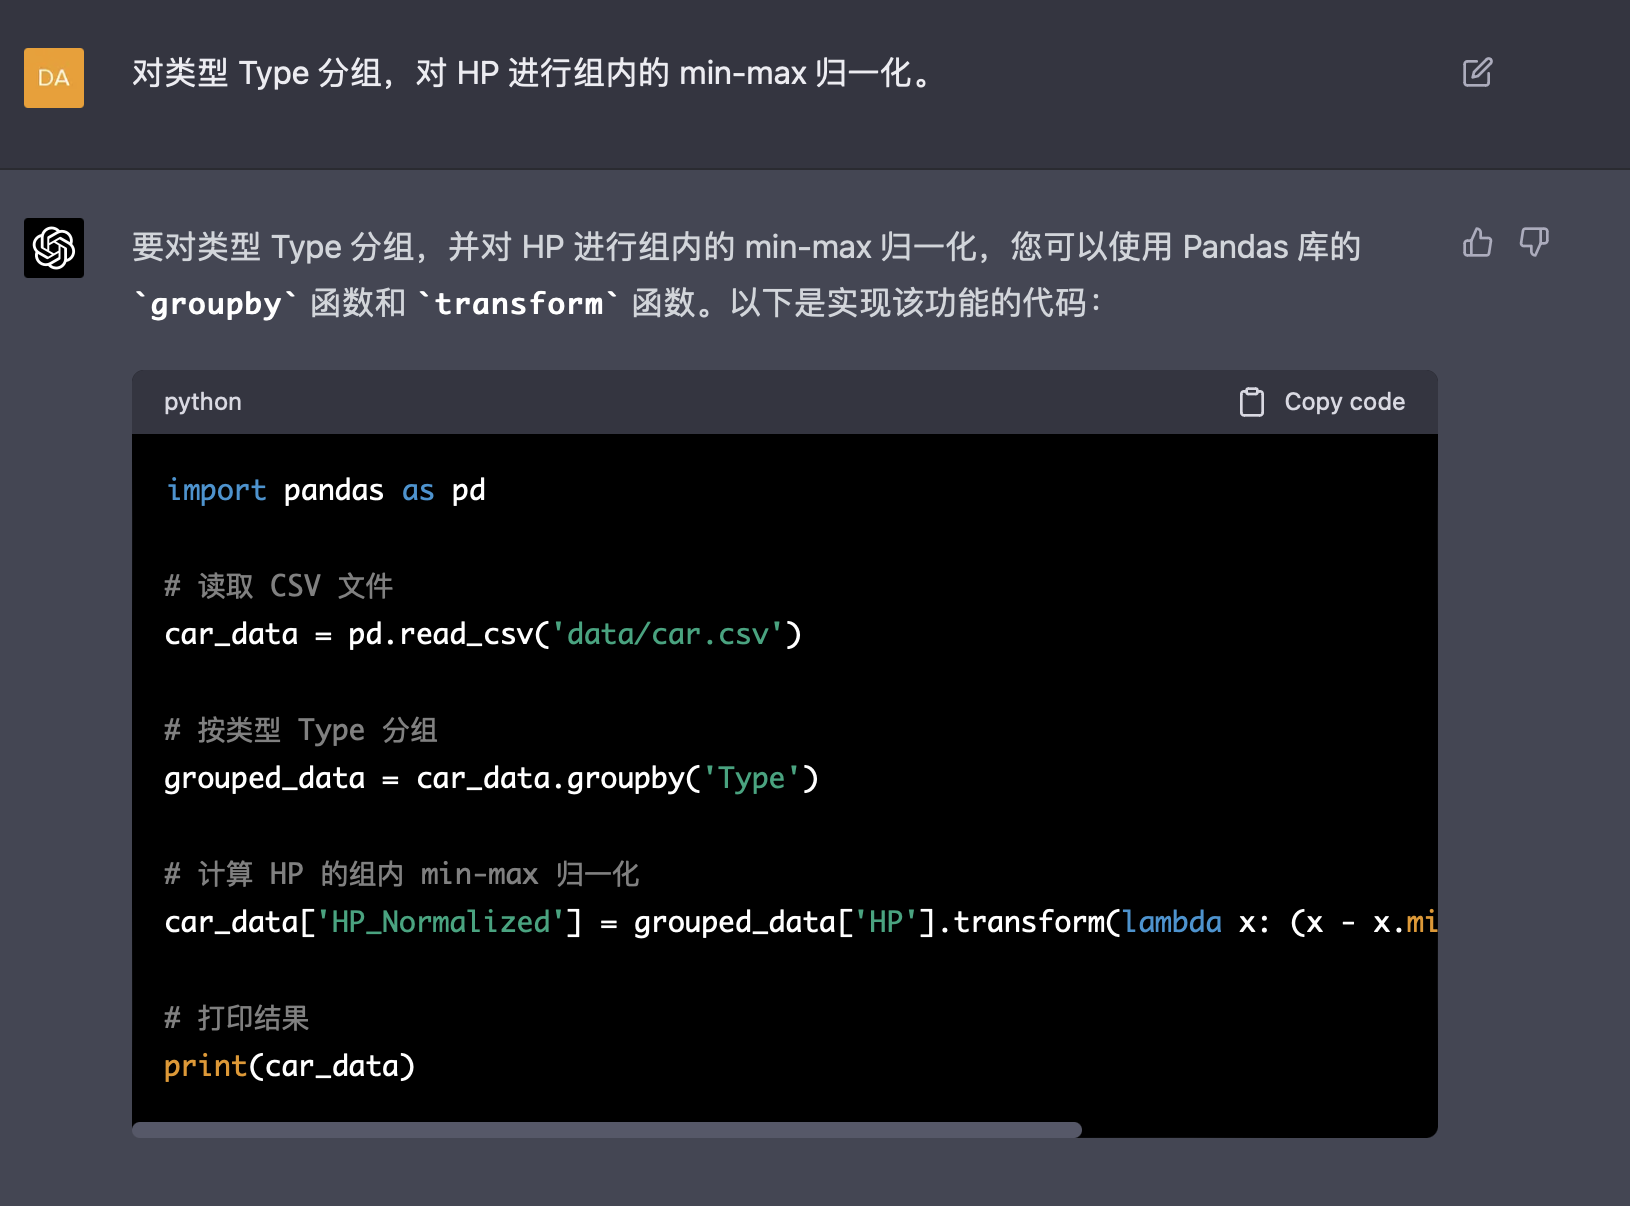 DA
对类型 Type 分组，对 HP 进行组内的 min-max 归一化。
要对类型 Type 分组，并对 HP 进行组内的 min-max 归一化，您可以使用 Pandas 库的
`groupby` 函数和 `transform` 函数。以下是实现该功能的代码：
python
Copy code
import pandas as pd
# 读取 CSV 文件
car_data = pd.read_csv('data/car.csv')
# 按类型 Type 分组
grouped_data = car_data.groupby('Type')
# 计算 HP 的组内 min-max 归一化
car_data['HP_Normalized'] = grouped_data['HP'].transform(lambda x: (x - x.mi
# 打印结果
print(car_data)